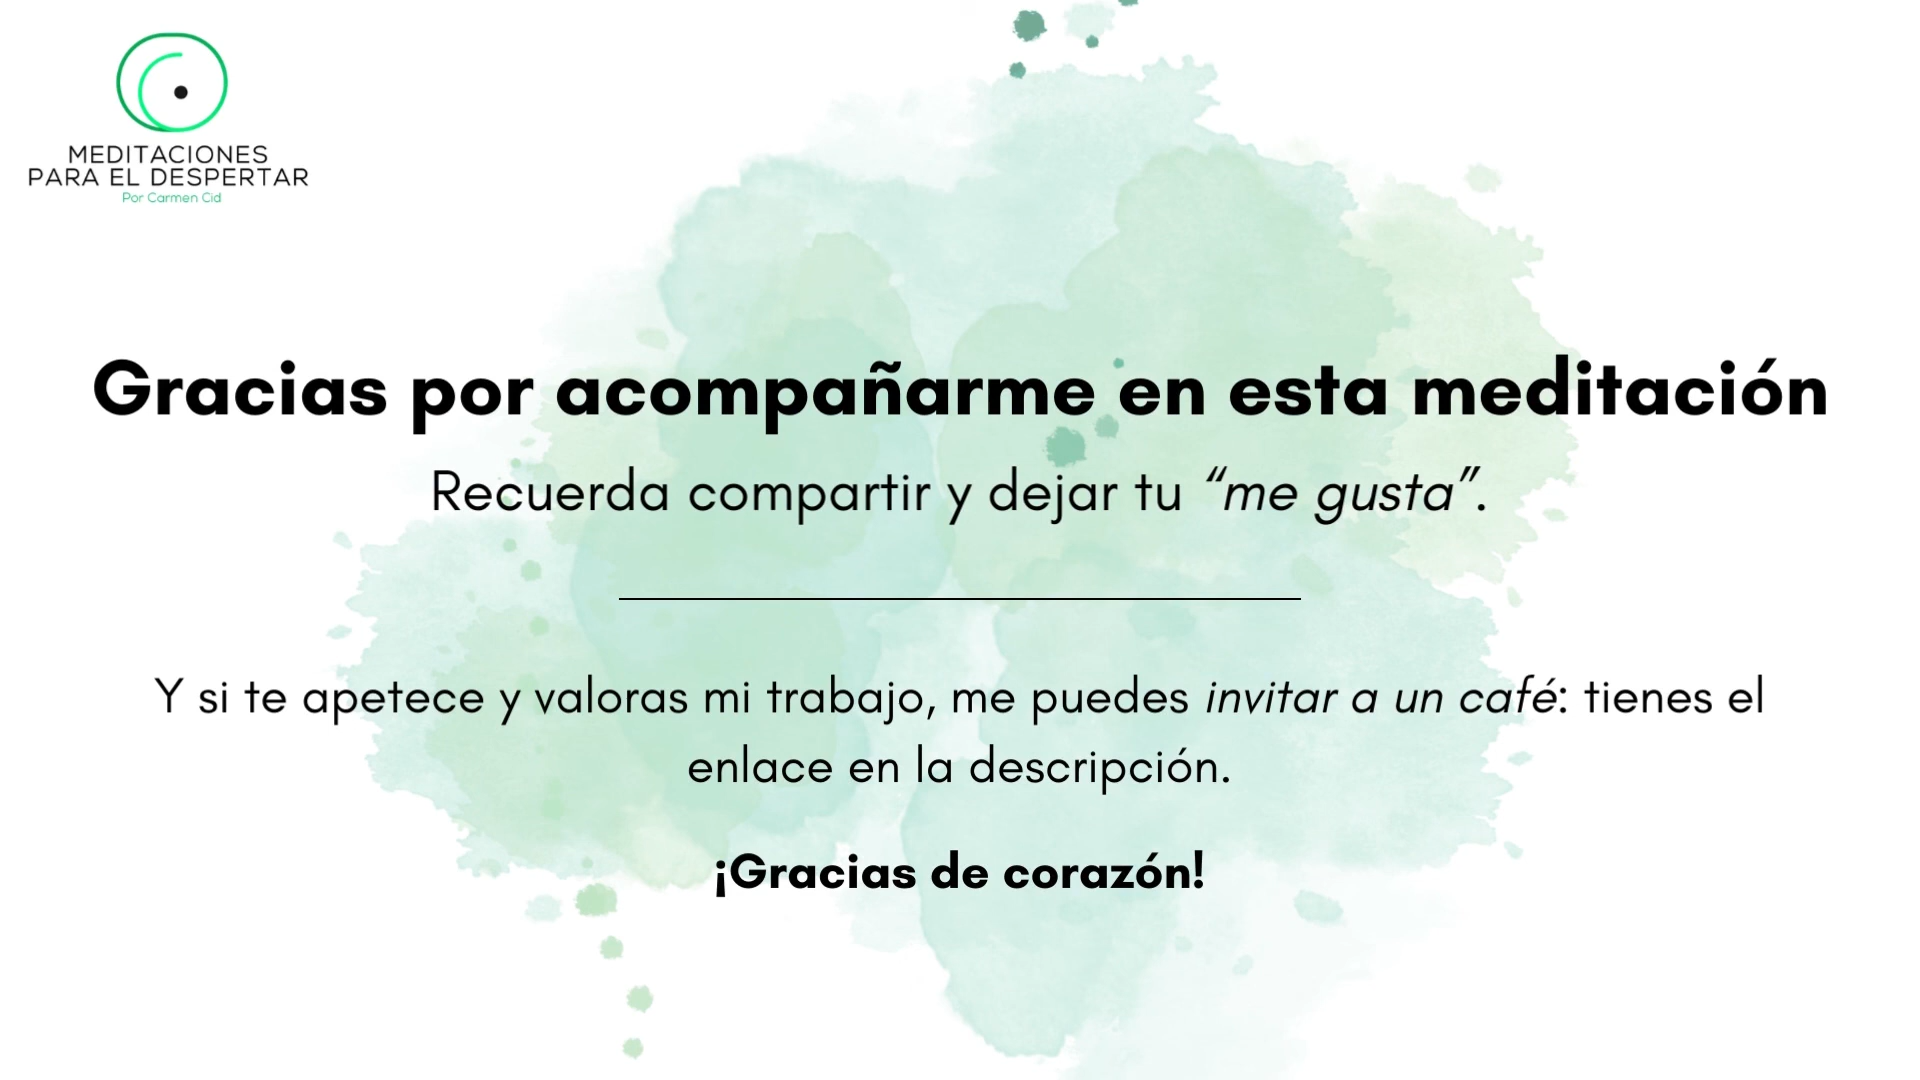 MEDITACIONES
PARA EL DESPERTAR
Por Carmen Cid
Gracias por acompañarme en esta meditación
Recuerda compartir y dejar tu “me gusta”.
Y si te apetece y valoras mi trabajo, me puedes invitar a un café: tienes el
enlace en la descripción.
¡Gracias de corazón!